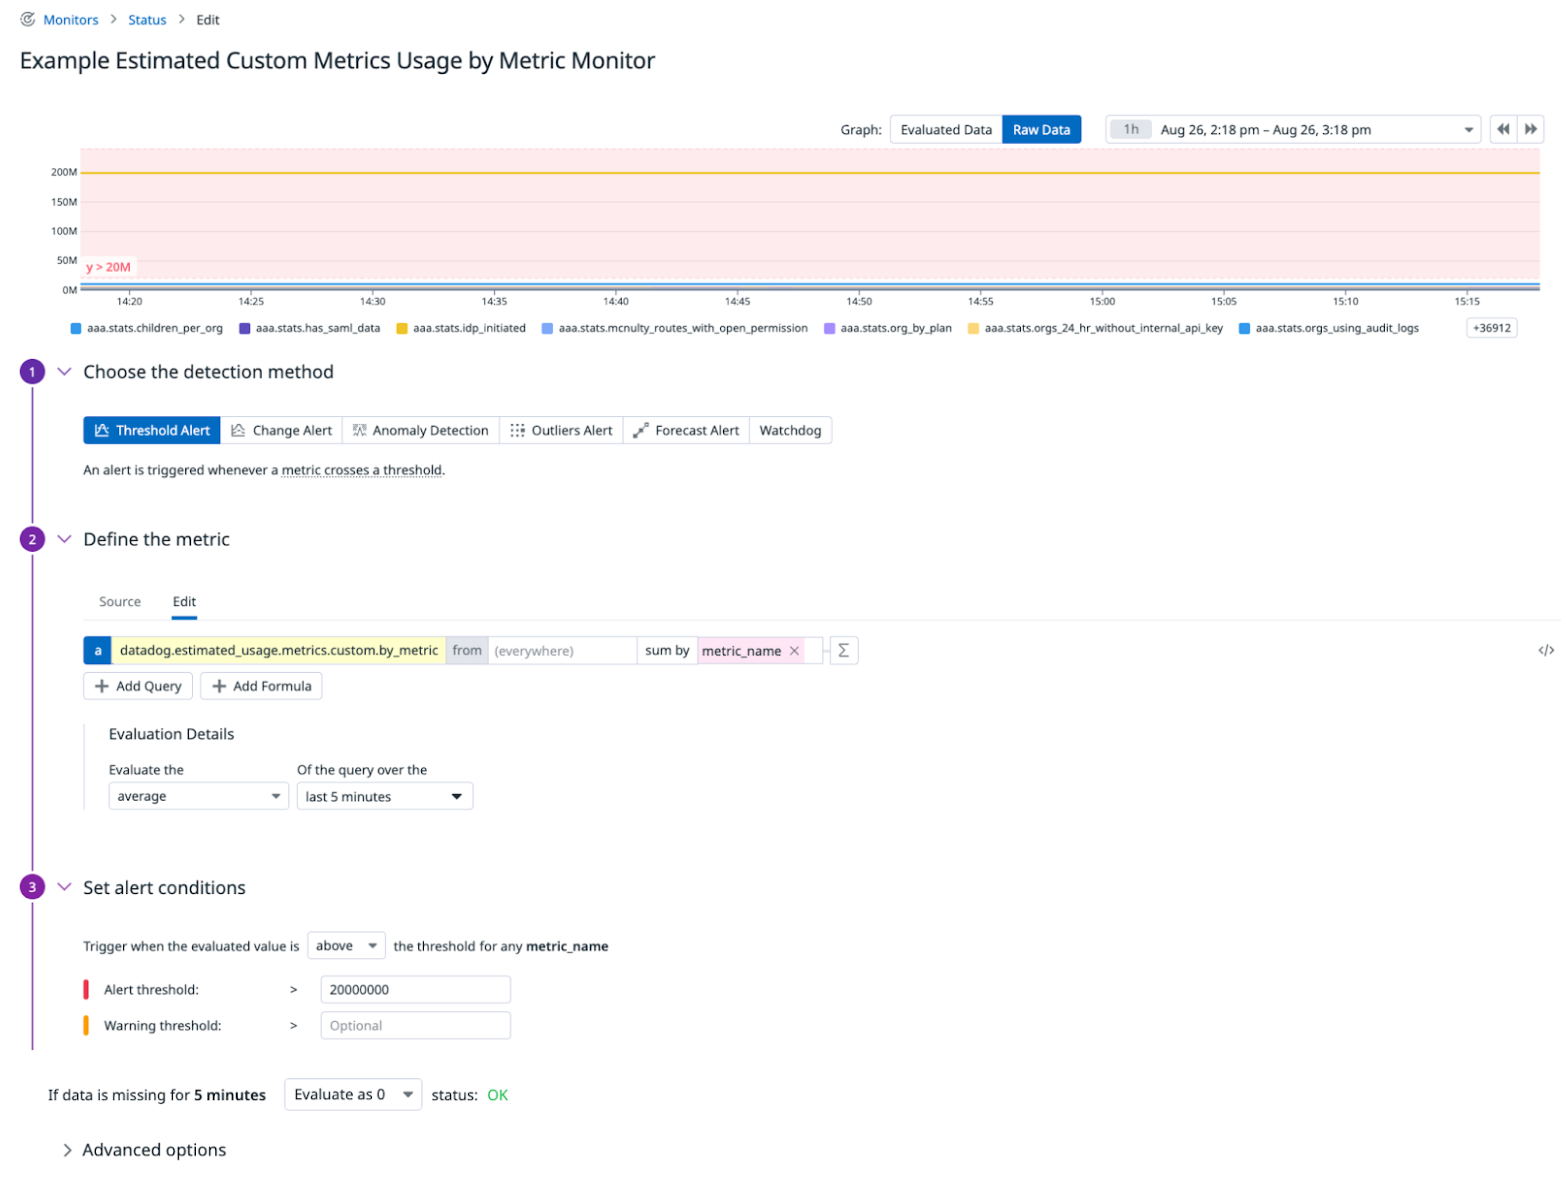 Monitors > Status > Edit
Example Estimated Custom Metrics Usage by Metric Monitor
Graph: Evaluated Data Raw Data 1h Aug 26, 2:18 pm – Aug 26, 3:18 pm
200M
150M
100M
50M
y > 20M
0M
14:20 14:25 14:30 14:35 14:40 14:45 14:50 14:55 15:00 15:05 15:10 15:15
aaa.stats.children_per_org aaa.stats.has_saml_data aaa.stats.idp_initiated aaa.stats.mcnulty_routes_with_open_permission aaa.stats.org_by_plan aaa.stats.orgs_24_hr_without_internal_api_key aaa.stats.orgs_using_audit_logs +36912
1 Choose the detection method
Threshold Alert Change Alert Anomaly Detection Outliers Alert Forecast Alert Watchdog
An alert is triggered whenever a metric crosses a threshold.
2 Define the metric
Source Edit
a datadog.estimated_usage.metrics.custom.by_metric from (everywhere) sum by metric_name × Σ </>
+ Add Query + Add Formula
Evaluation Details
Evaluate the Of the query over the
average last 5 minutes
3 Set alert conditions
Trigger when the evaluated value is above the threshold for any metric_name
Alert threshold: > 20000000
Warning threshold: > Optional
If data is missing for 5 minutes Evaluate as 0 status: OK
Advanced options